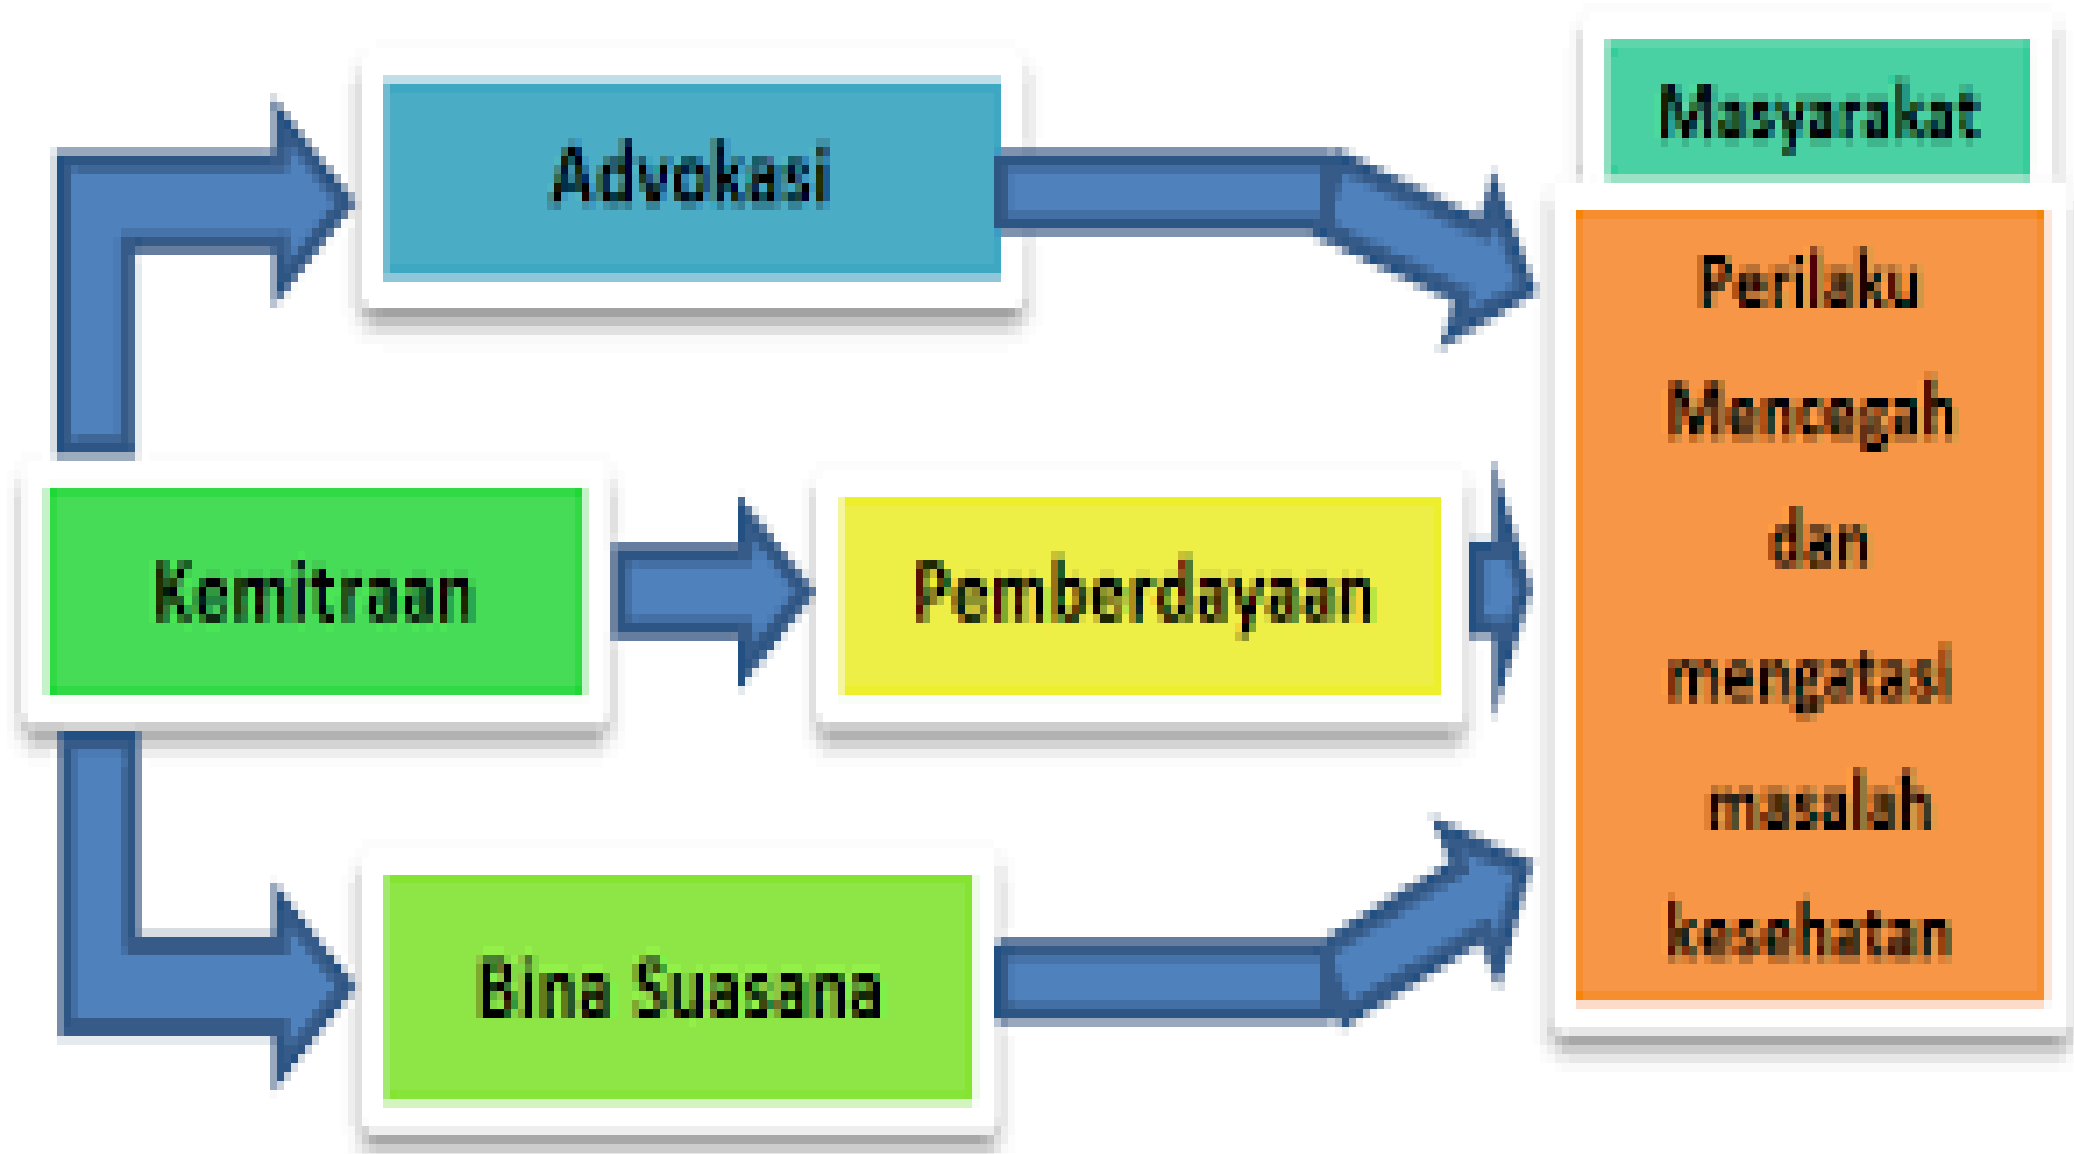 Advokasi
Masyarakat
Perilaku
Mencegah
dan
mengatasi
masalah
kesehatan
Kemitraan
Pemberdayaan
Bina Suasana